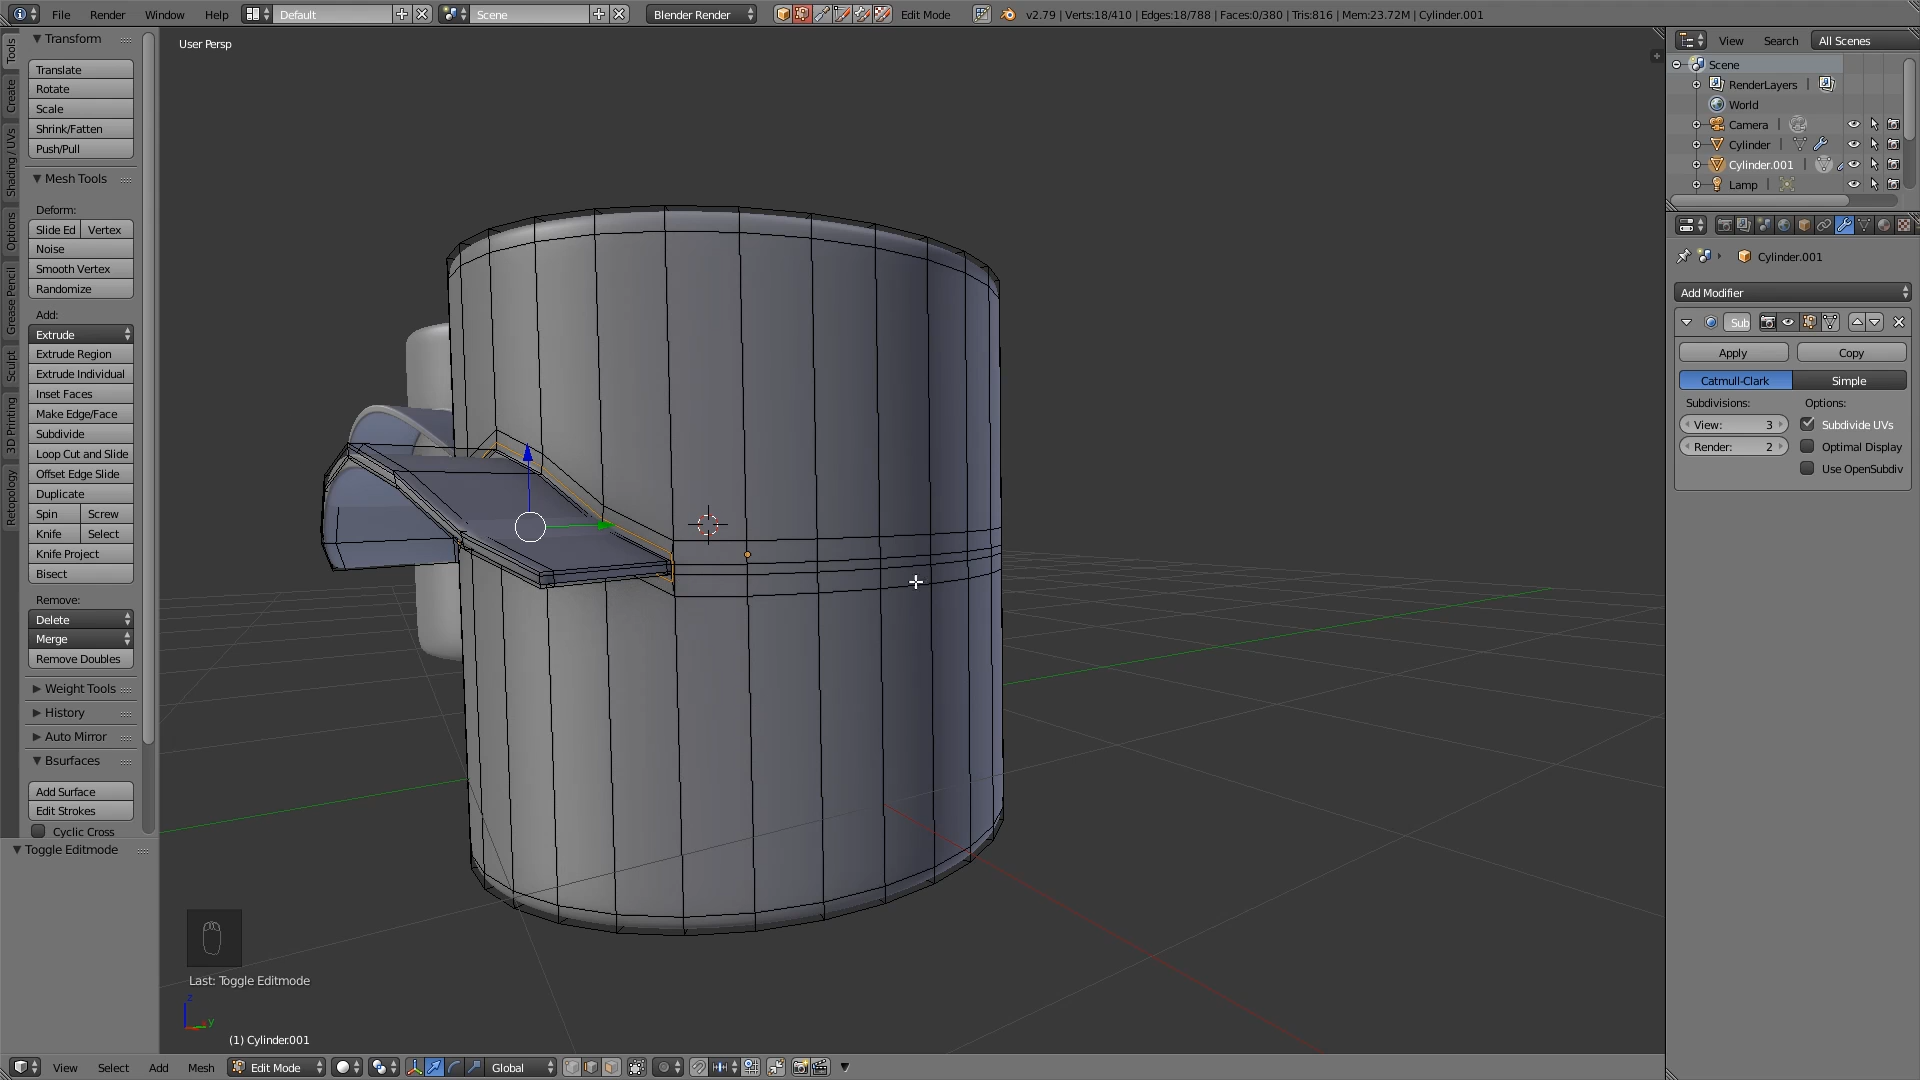 File Render Window Help Default Scene Blender Render Edit Mode v2.79 | Verts:18/410 | Edges:18/788 | Faces:0/380 | Tris:816 | Mem:23.72M | Cylinder.001
Tools
Create
Shading / UVs
Options
Grease Pencil
Sculpt
3D Printing
Retopology
Transform
Translate
Rotate
Scale
Shrink/Fatten
Push/Pull
Mesh Tools
Deform:
Slide Ed Vertex
Noise
Smooth Vertex
Randomize
Add:
Extrude
Extrude Region
Extrude Individual
Inset Faces
Make Edge/Face
Subdivide
Loop Cut and Slide
Offset Edge Slide
Duplicate
Spin Screw
Knife Select
Knife Project
Bisect
Remove:
Delete
Merge
Remove Doubles
Weight Tools
History
Auto Mirror
Bsurfaces
Add Surface
Edit Strokes
Cyclic Cross
Toggle Editmode
User Persp
Last: Toggle Editmode
z
y
(1) Cylinder.001
View Select Add Mesh Edit Mode Global
View Search All Scenes
Scene
RenderLayers |
World
Camera |
Cylinder |
Cylinder.001 |
Lamp |
Cylinder.001
Add Modifier
Sub
Apply Copy
Catmull-Clark Simple
Subdivisions: Options:
View: 3 Subdivide UVs
Render: 2 Optimal Display
Use OpenSubdiv